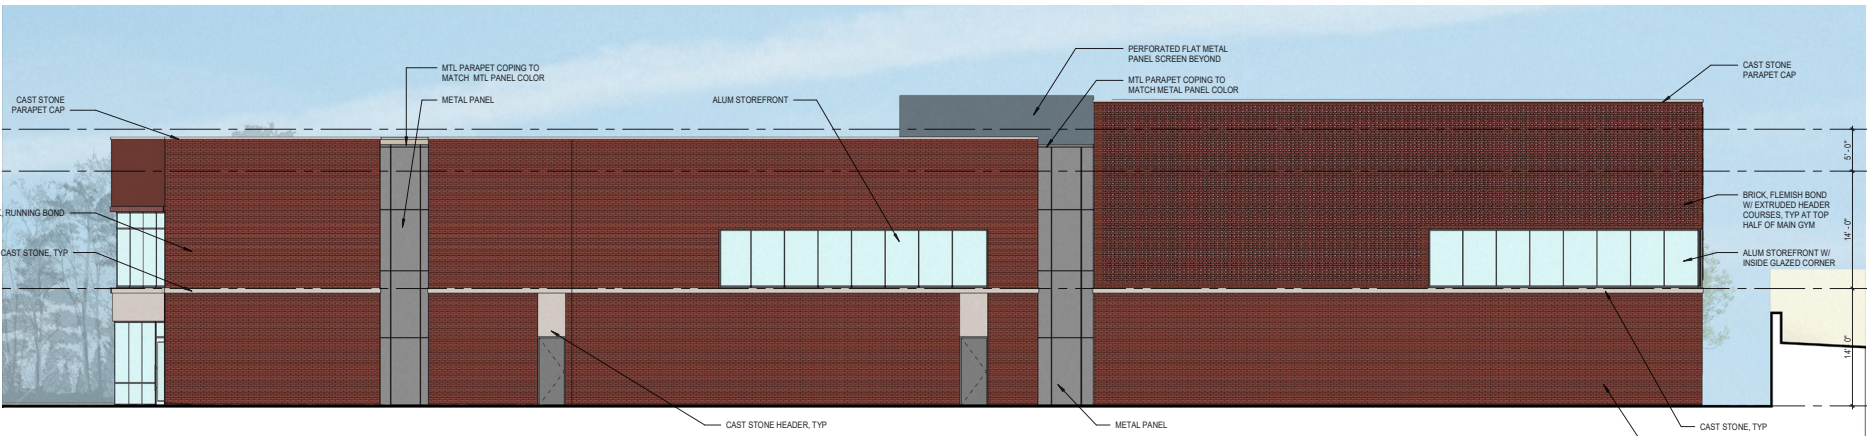 PERFORATED FLAT METAL
PANEL SCREEN BEYOND
MTL PARAPET COPING TO
MATCH MTL PANEL COLOR
CAST STONE
PARAPET CAP
MTL PARAPET COPING TO
MATCH METAL PANEL COLOR
CAST STONE
PARAPET CAP
METAL PANEL
ALUM STOREFRONT
5'-0"
BRICK, FLEMISH BOND
W/ EXTRUDED HEADER
COURSES, TYP AT TOP
HALF OF MAIN GYM
, RUNNING BOND
14'-0"
CAST STONE, TYP
ALUM STOREFRONT W/
INSIDE GLAZED CORNER
14'-0"
CAST STONE HEADER, TYP
METAL PANEL
CAST STONE, TYP